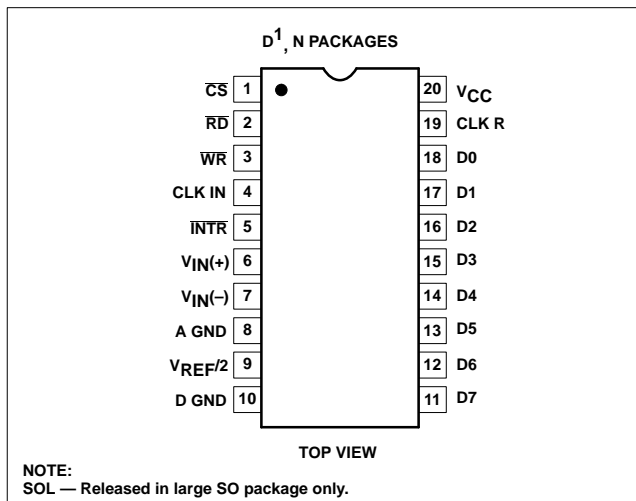 D1, N PACKAGES
CS 1 20 VCC
RD 2 19 CLK R
WR 3 18 D0
CLK IN 4 17 D1
INTR 5 16 D2
VIN(+) 6 15 D3
VIN(–) 7 14 D4
A GND 8 13 D5
VREF/2 9 12 D6
D GND 10 11 D7
TOP VIEW
NOTE:
SOL — Released in large SO package only.